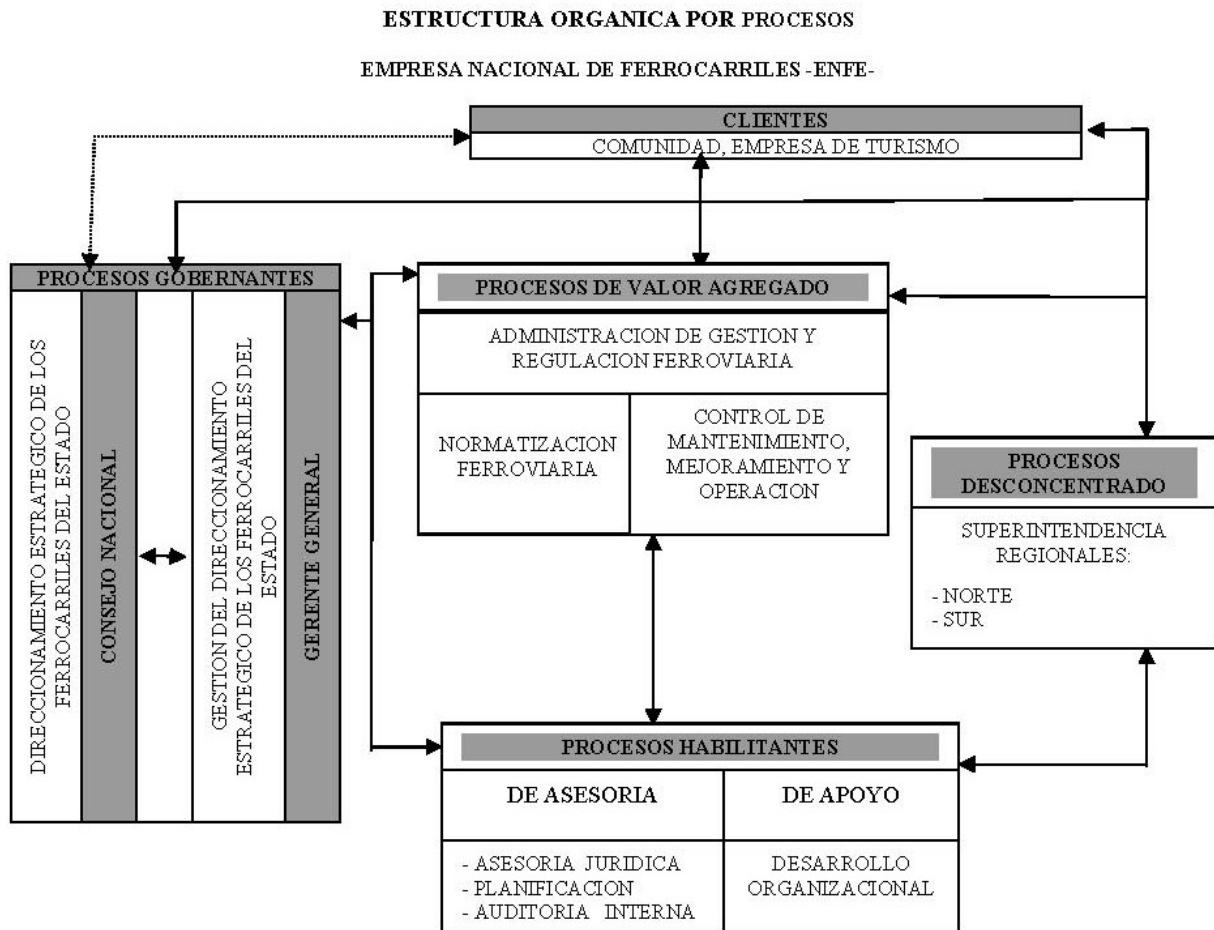 ESTRUCTURA ORGANICA POR PROCESOS
EMPRESA NACIONAL DE FERROCARRILES -ENFE-
CLIENTES
COMUNIDAD, EMPRESA DE TURISMO
PROCESOS GOBERNANTES
DIRECCIONAMIENTO ESTRATEGICO DE LOS
FERROCARRILES DEL ESTADO
CONSEJO NACIONAL
GESTION DEL DIRECCIONAMIENTO
ESTRATEGICO DE LOS FERROCARRILES DEL
ESTADO
GERENTE GENERAL
PROCESOS DE VALOR AGREGADO
ADMINISTRACION DE GESTION Y
REGULACION FERROVIARIA
NORMATIZACION
FERROVIARIA
CONTROL DE
MANTENIMIENTO,
MEJORAMIENTO Y
OPERACION
PROCESOS
DESCONCENTRADO
SUPERINTENDENCIA
REGIONALES:
- NORTE
- SUR
PROCESOS HABILITANTES
DE ASESORIA
- ASESORIA JURIDICA
- PLANIFICACION
- AUDITORIA INTERNA
DE APOYO
DESARROLLO
ORGANIZACIONAL